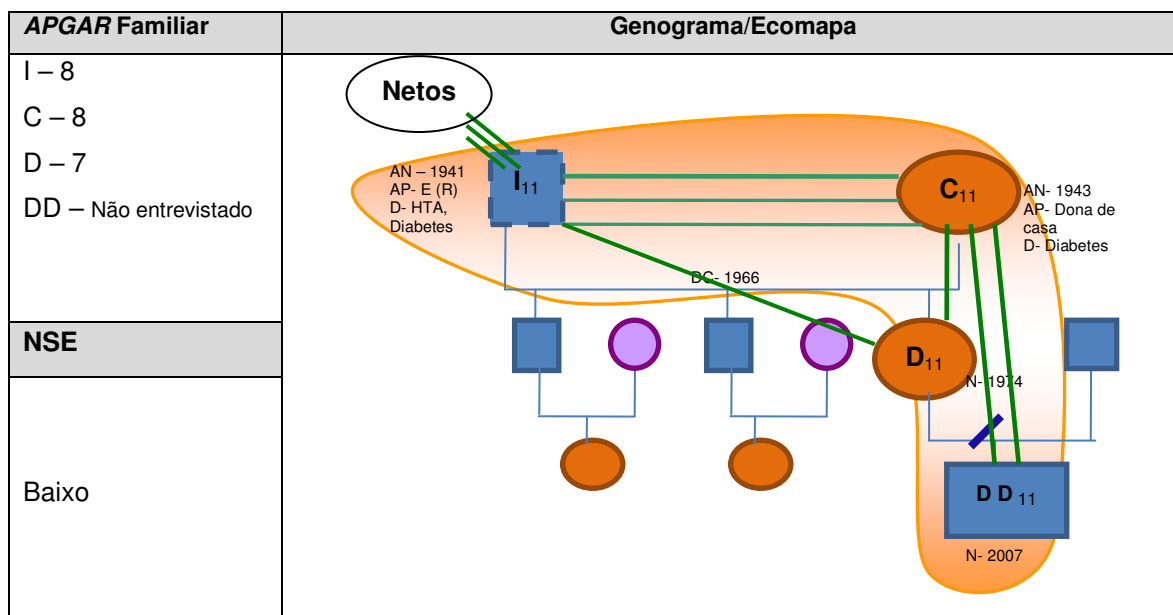 APGAR Familiar
Genograma/Ecomapa
I – 8
C – 8
D – 7
DD – Não entrevistado
NSE
Baixo
Netos
AN – 1941
AP- E (R)
D- HTA,
Diabetes
I11
C11
AN- 1943
AP- Dona de
casa
D- Diabetes
DC- 1966
D11
N- 1974
D D 11
N- 2007